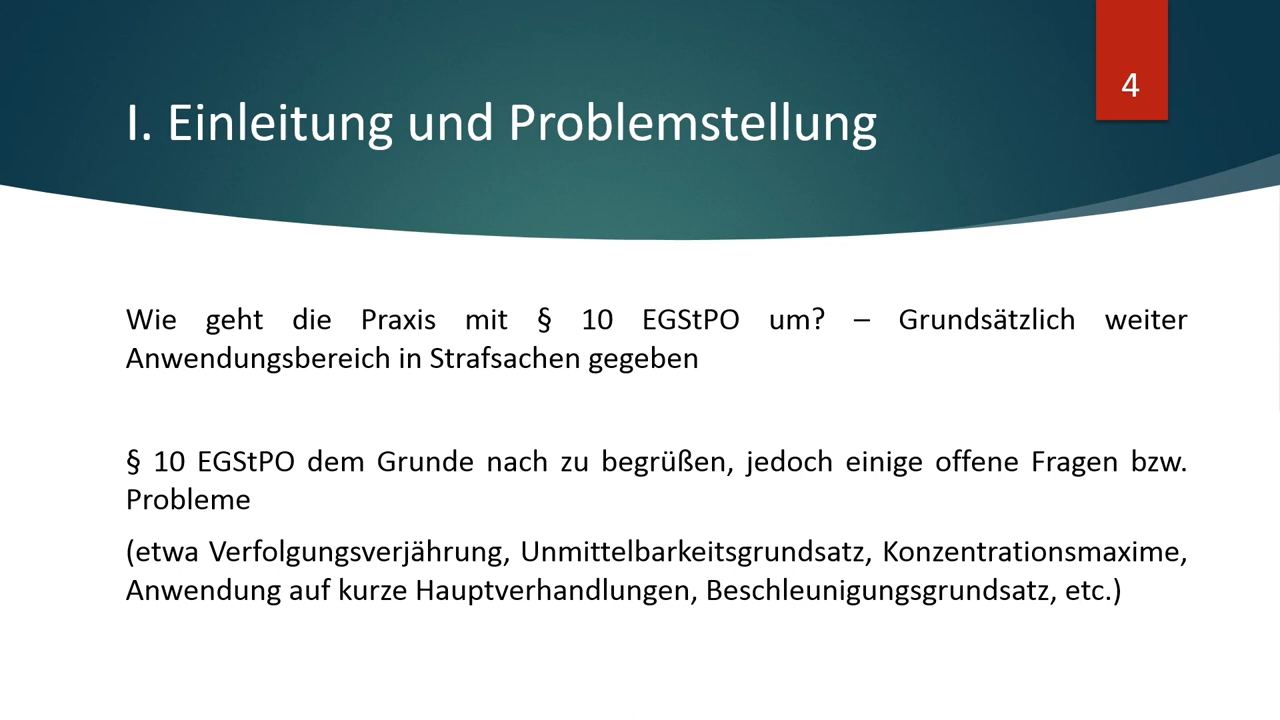 4
I. Einleitung und Problemstellung
Wie geht die Praxis mit § 10 EGStPO um? – Grundsätzlich weiter
Anwendungsbereich in Strafsachen gegeben
§ 10 EGStPO dem Grunde nach zu begrüßen, jedoch einige offene Fragen bzw.
Probleme
(etwa Verfolgungsverjährung, Unmittelbarkeitsgrundsatz, Konzentrationsmaxime,
Anwendung auf kurze Hauptverhandlungen, Beschleunigungsgrundsatz, etc.)